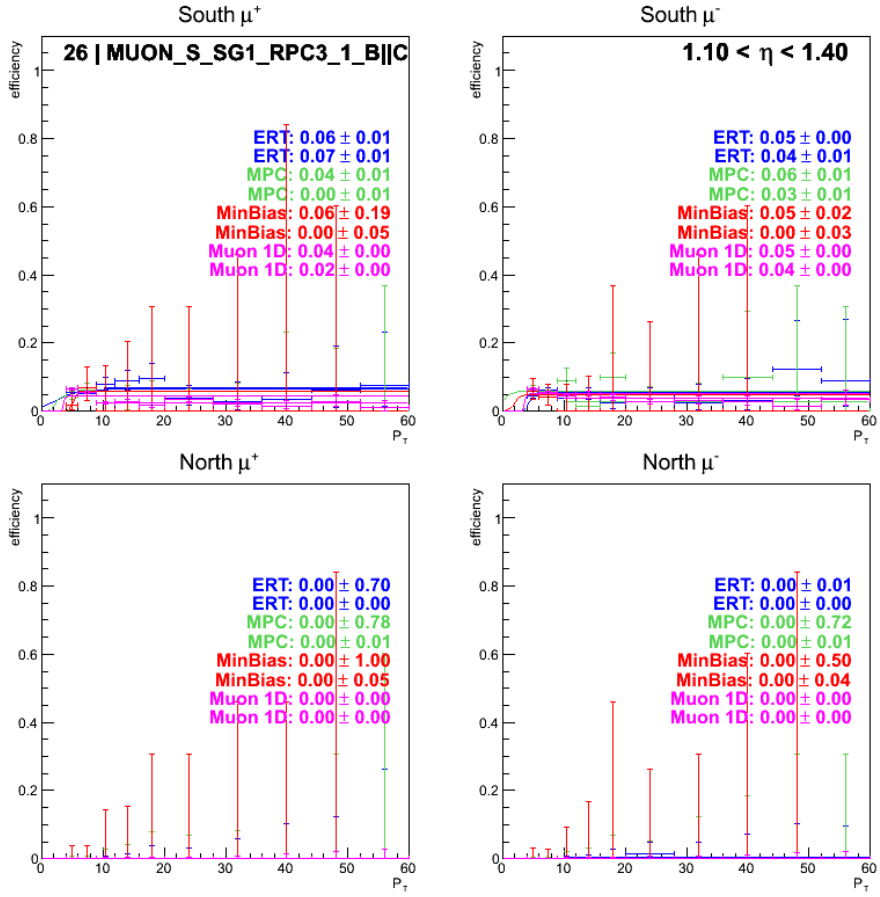 South μ+
South μ-
26 | MUON_S_SG1_RPC3_1_B||C
1.10 < η < 1.40
efficiency
ERT: 0.06 ± 0.01
ERT: 0.07 ± 0.01
MPC: 0.04 ± 0.01
MPC: 0.00 ± 0.01
MinBias: 0.06 ± 0.19
MinBias: 0.00 ± 0.05
Muon 1D: 0.04 ± 0.00
Muon 1D: 0.02 ± 0.00
1
0.8
0.6
0.4
0.2
0
0 10 20 30 40 50 60
PT
efficiency
ERT: 0.05 ± 0.00
ERT: 0.04 ± 0.01
MPC: 0.06 ± 0.01
MPC: 0.03 ± 0.01
MinBias: 0.05 ± 0.02
MinBias: 0.00 ± 0.03
Muon 1D: 0.05 ± 0.00
Muon 1D: 0.04 ± 0.00
1
0.8
0.6
0.4
0.2
0
0 10 20 30 40 50 60
PT
North μ+
North μ-
efficiency
ERT: 0.00 ± 0.70
ERT: 0.00 ± 0.00
MPC: 0.00 ± 0.78
MPC: 0.00 ± 0.01
MinBias: 0.00 ± 1.00
MinBias: 0.00 ± 0.05
Muon 1D: 0.00 ± 0.00
Muon 1D: 0.00 ± 0.00
1
0.8
0.6
0.4
0.2
0
0 10 20 30 40 50 60
PT
efficiency
ERT: 0.00 ± 0.01
ERT: 0.00 ± 0.00
MPC: 0.00 ± 0.72
MPC: 0.00 ± 0.01
MinBias: 0.00 ± 0.50
MinBias: 0.00 ± 0.04
Muon 1D: 0.00 ± 0.00
Muon 1D: 0.00 ± 0.00
1
0.8
0.6
0.4
0.2
0
0 10 20 30 40 50 60
PT